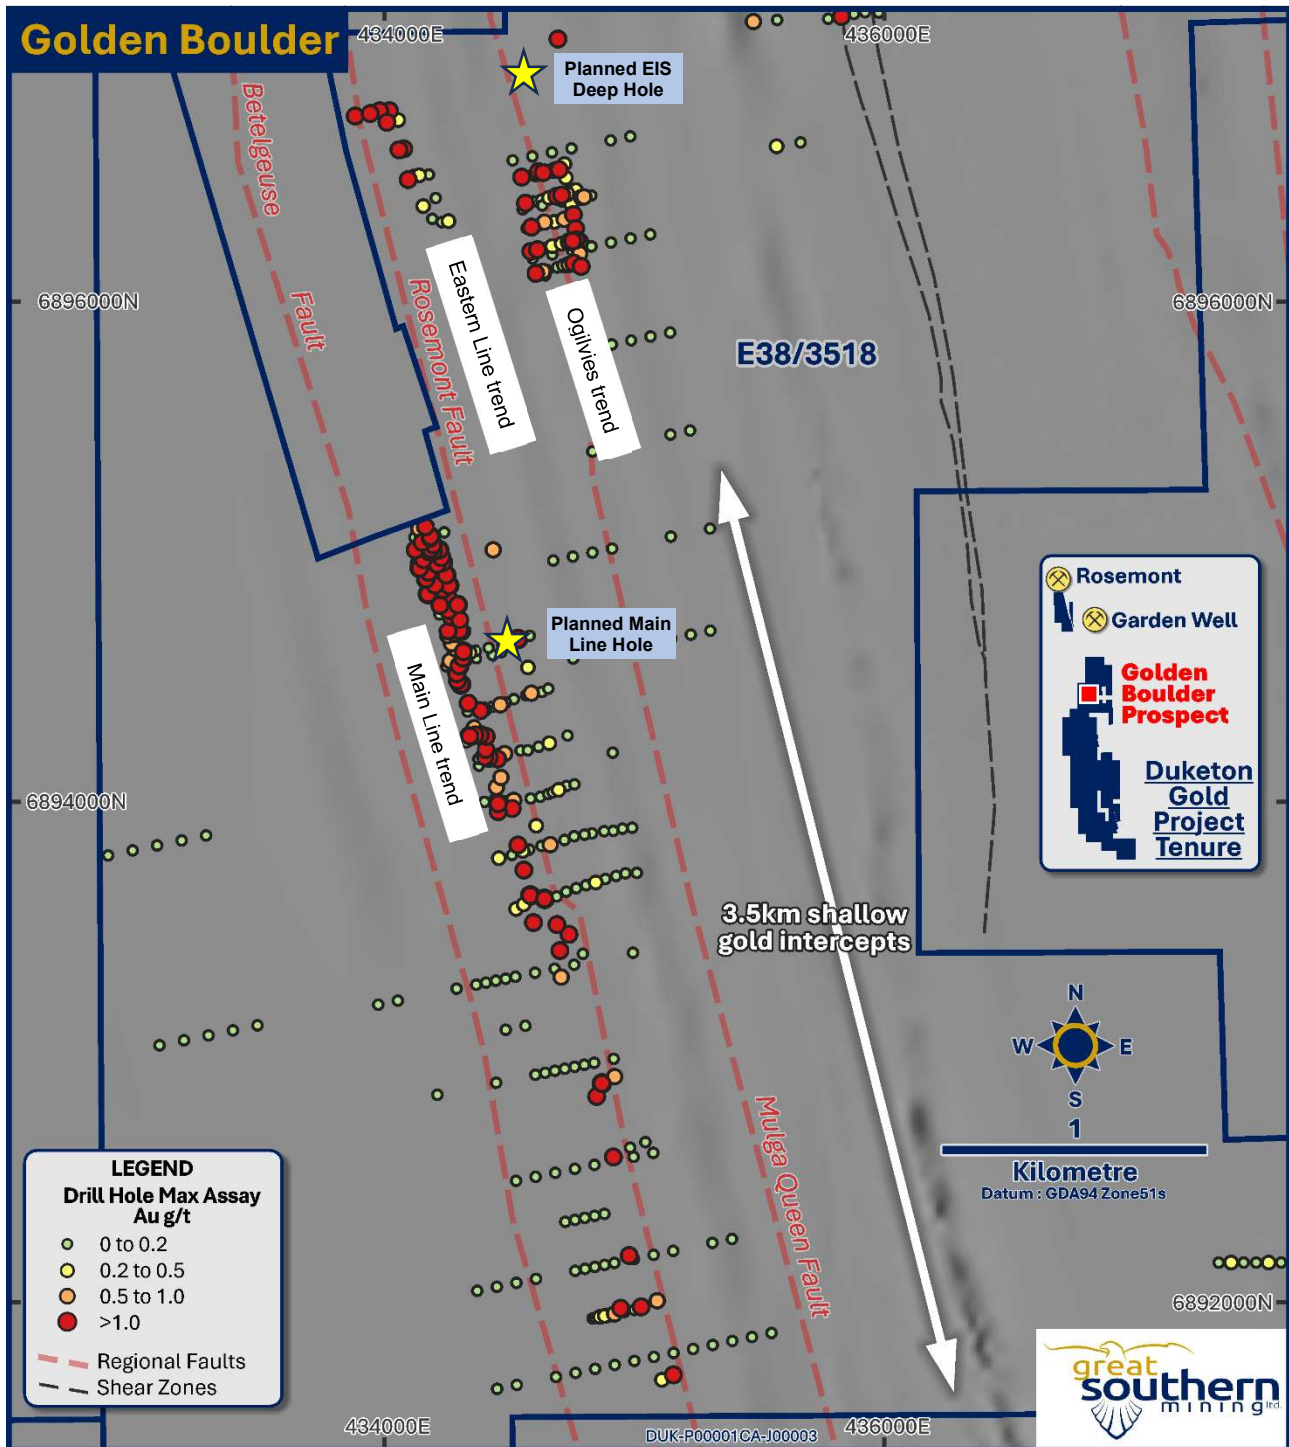 Golden Boulder
434000E
436000E
Planned EIS
Deep Hole
Betelgeuse
Fault
Rosemont Fault
Eastern Line trend
Ogilvies trend
6896000N
6896000N
E38/3518
Rosemont
Garden Well
Golden
Boulder
Prospect
Duketon
Gold
Project
Tenure
Planned Main
Line Hole
Main Line trend
6894000N
3.5km shallow
gold intercepts
N
W
E
S
1
Kilometre
Datum : GDA94 Zone51s
Mulga Queen Fault
LEGEND
Drill Hole Max Assay
Au g/t
0 to 0.2
0.2 to 0.5
0.5 to 1.0
>1.0
Regional Faults
Shear Zones
6892000N
434000E
436000E
DUK-P00001CA-J00003
great
southern
mining ltd.